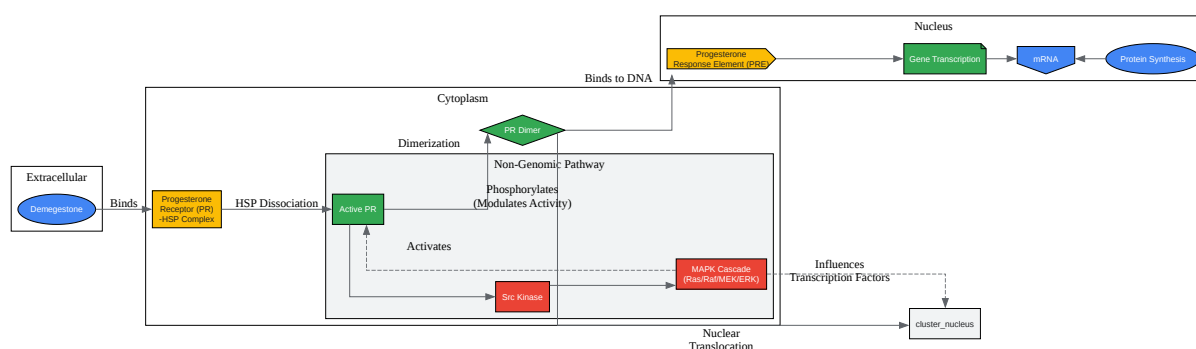 Nucleus
Progesterone
Response Element (PRE)
Gene Transcription
mRNA
Protein Synthesis
Binds to DNA
Cytoplasm
PR Dimer
Dimerization
Non-Genomic Pathway
Extracellular
Demegestone
Binds
Progesterone
Receptor (PR)
-HSP Complex
HSP Dissociation
Active PR
Phosphorylates
(Modulates Activity)
Activates
MAPK Cascade
(Ras/Raf/MEK/ERK)
Influences
Transcription Factors
Src Kinase
cluster_nucleus
Nuclear
Translocation